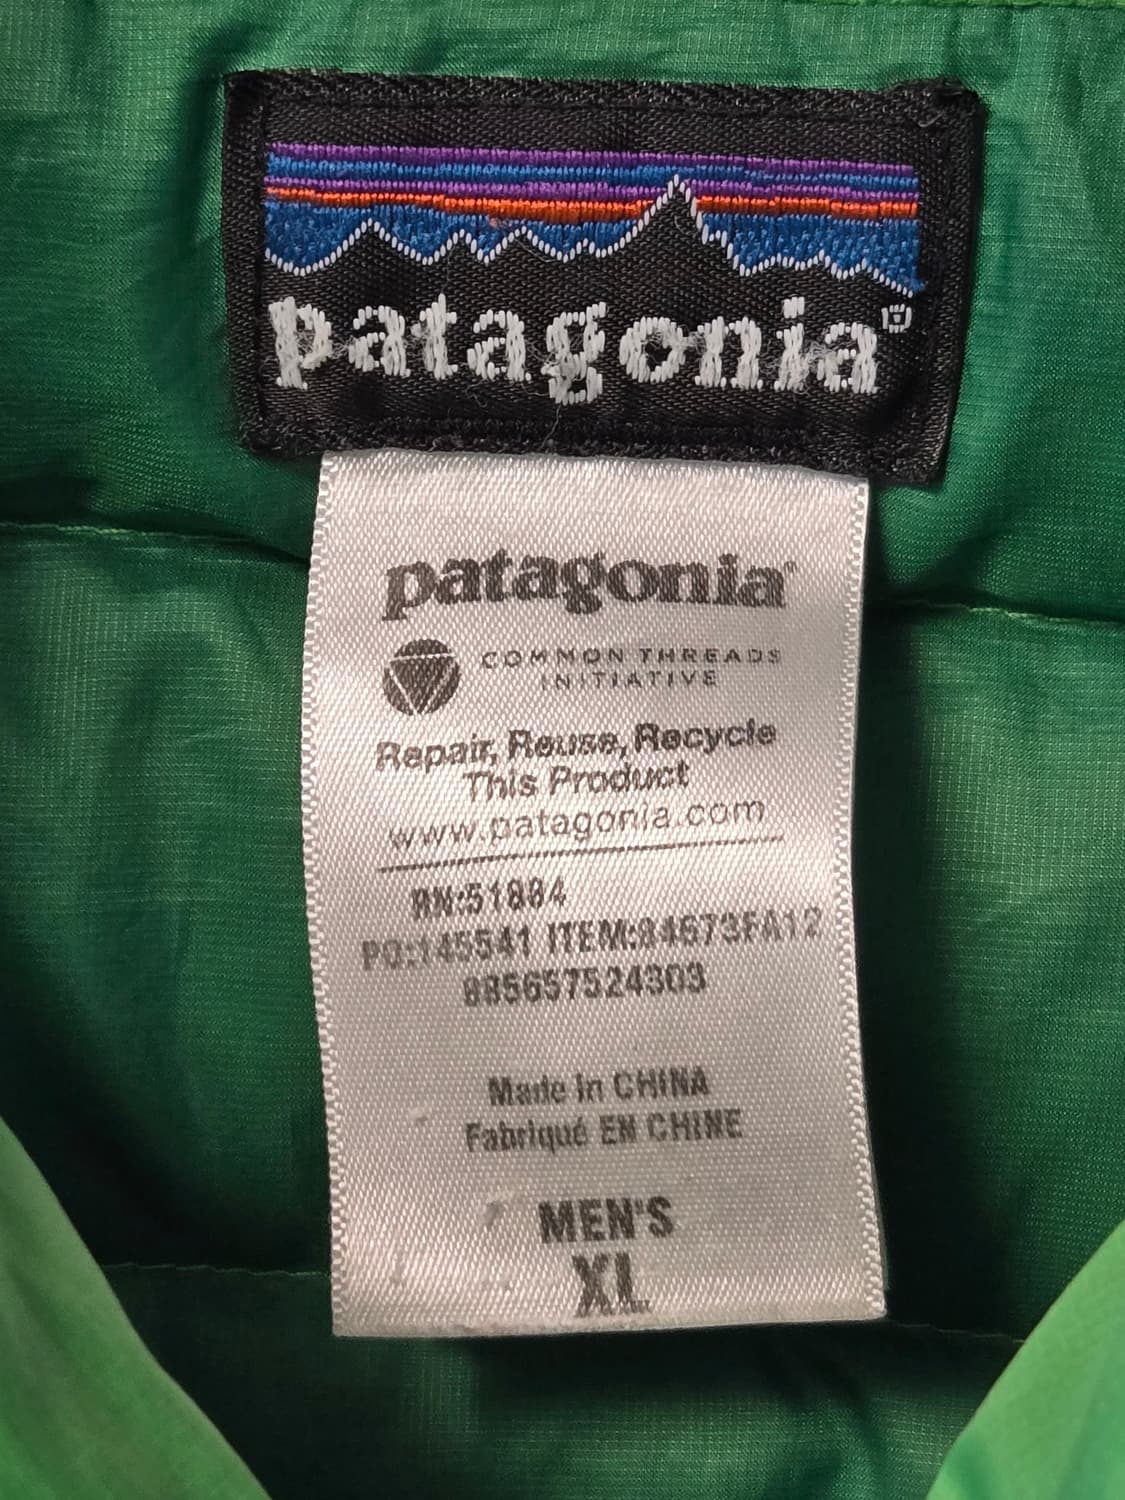 patagonia®
patagonia®
COMMON THREADS
INITIATIVE
Repair, Reuse, Recycle
This Product
www.patagonia.com
RN:51884
PO:145541 ITEM:84673FA12
885657524303
Made in CHINA
Fabriqué EN CHINE
MEN'S
XL